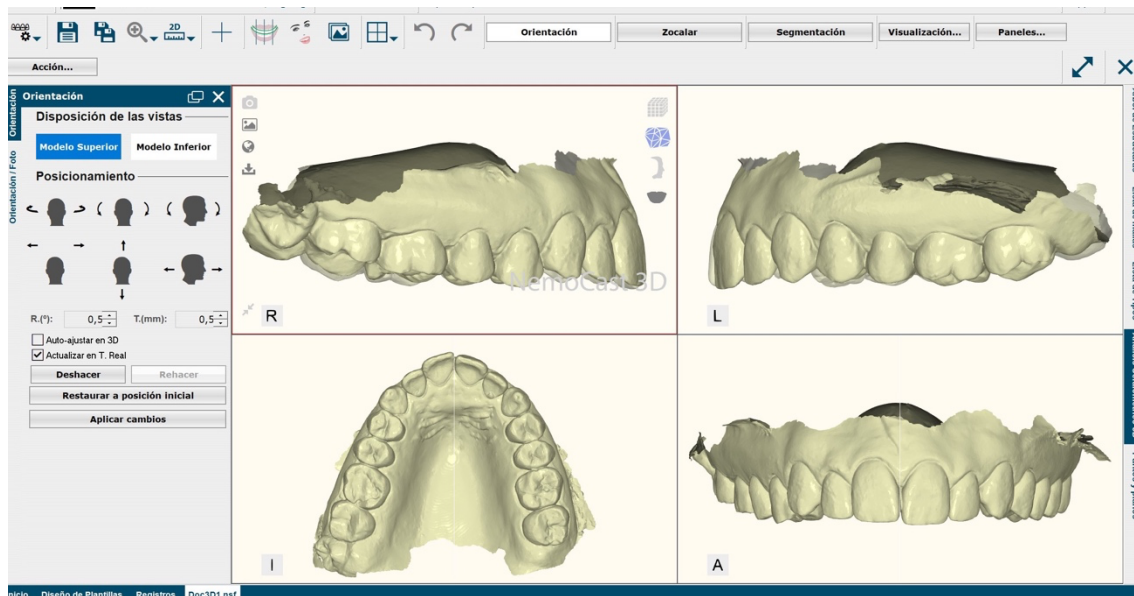 2D
Orientación
Zocalar
Segmentación
Visualización...
Paneles...
Acción...
Orientación
Orientación
Orientación / Foto
Disposición de las vistas
Modelo Superior
Modelo Inferior
Posicionamiento
R.(º):
0,5
T.(mm):
0,5
Auto-ajustar en 3D
Actualizar en T. Real
Deshacer
Rehacer
Restaurar a posición inicial
Aplicar cambios
NemoCast 3D
R
L
I
A
Diseño de Plantillas
Registros
Doc3D1.nsf